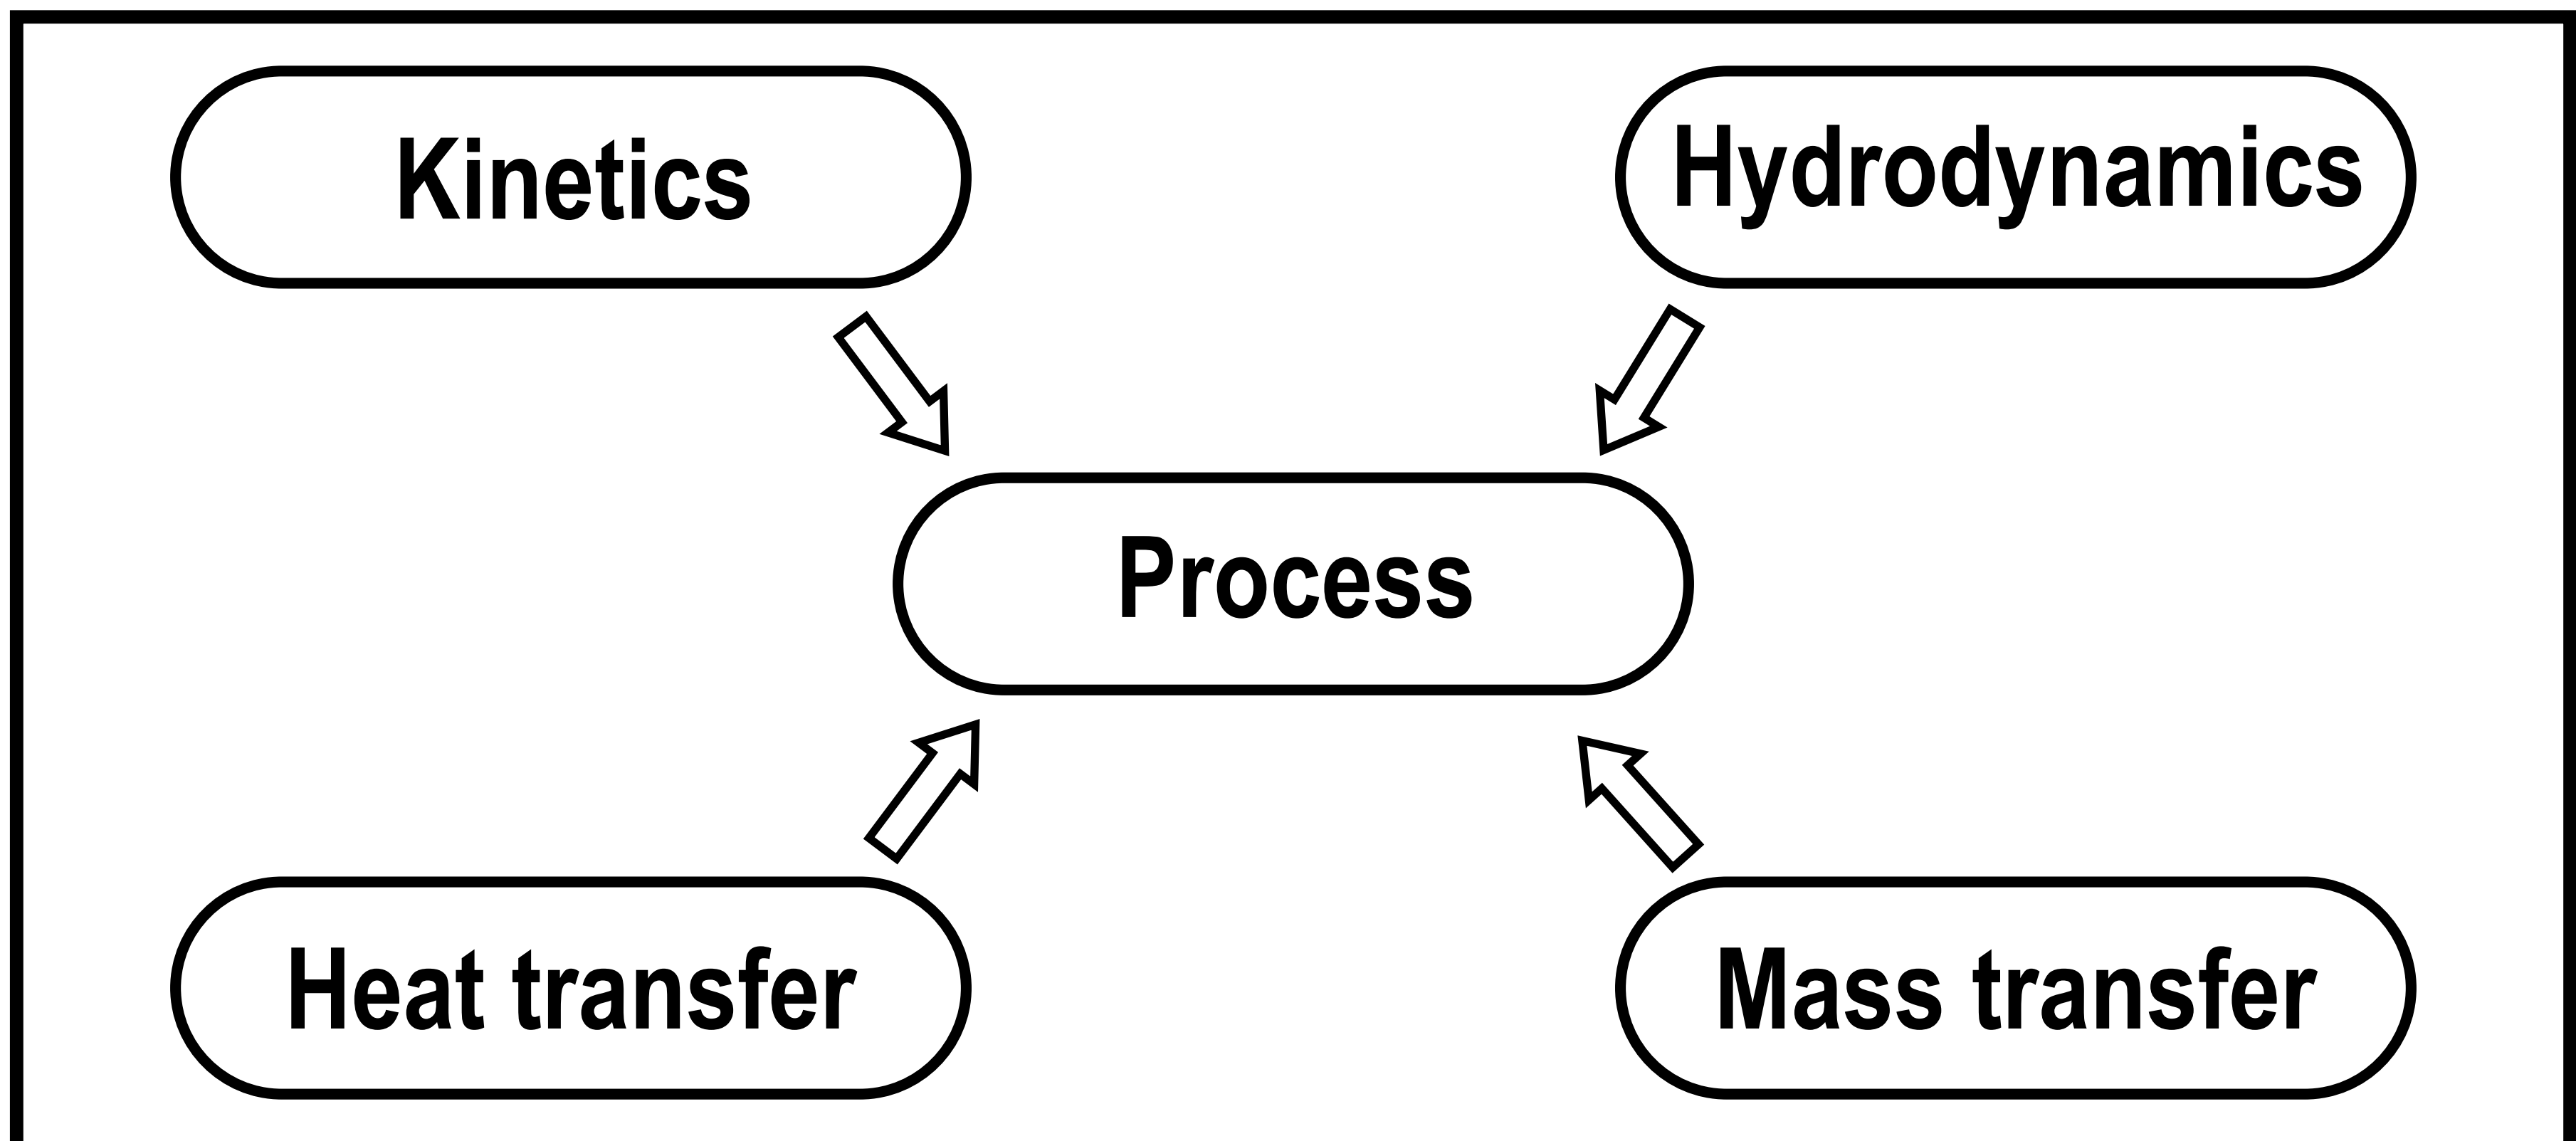 Kinetics
Hydrodynamics
Process
Heat transfer
Mass transfer